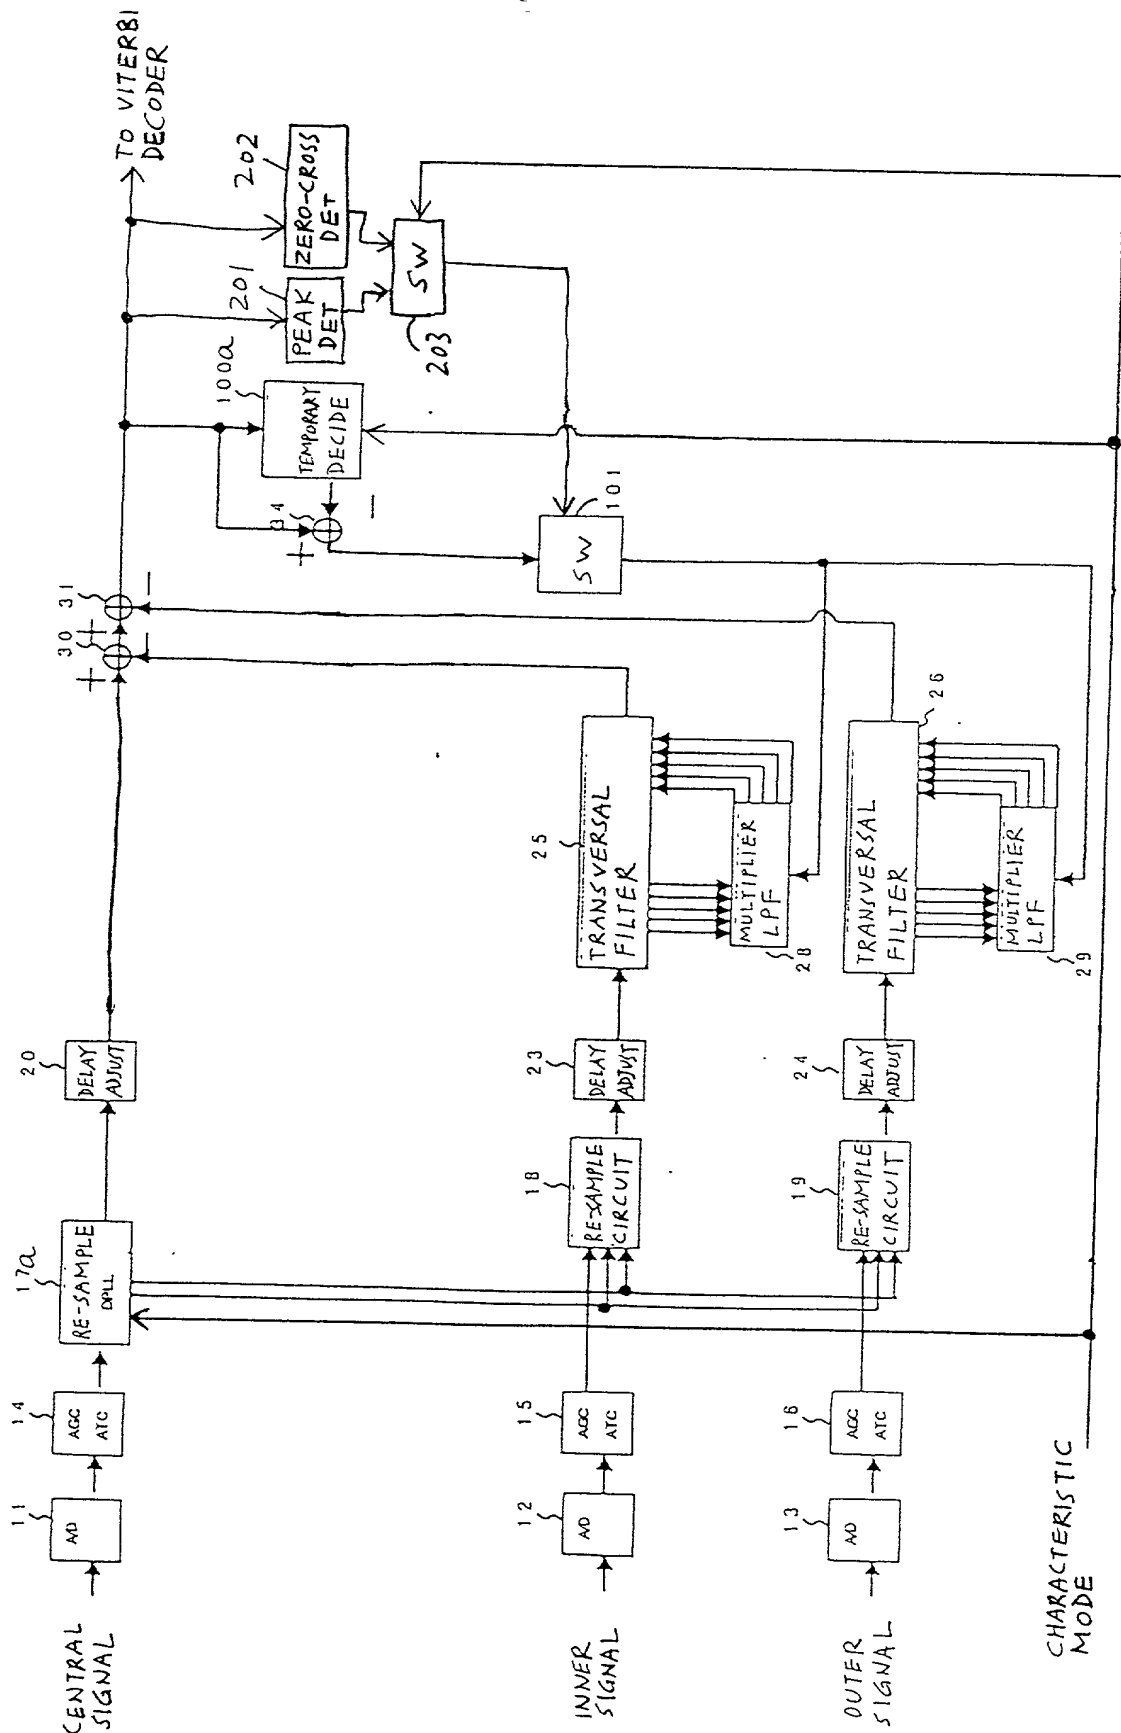 CENTRAL
SIGNAL
11
A/D
14
AGC
ATC
17a
RE-SAMPLE
DPLL
20
DELAY
ADJUST
+
30
-
+
31
-
TO VITERBI
DECODER
+
34
-
100a
TEMPORARY
DECIDE
201
PEAK
DET
202
ZERO-CROSS
DET
SW
203
SW
101
INNER
SIGNAL
12
A/D
15
AGC
ATC
18
RE-SAMPLE
CIRCUIT
23
DELAY
ADJUST
25
TRANSVERSAL
FILTER
MULTIPLIER
LPF
28
OUTER
SIGNAL
13
A/D
16
AGC
ATC
19
RE-SAMPLE
CIRCUIT
24
DELAY
ADJUST
26
TRANSVERSAL
FILTER
MULTIPLIER
LPF
29
CHARACTERISTIC
MODE